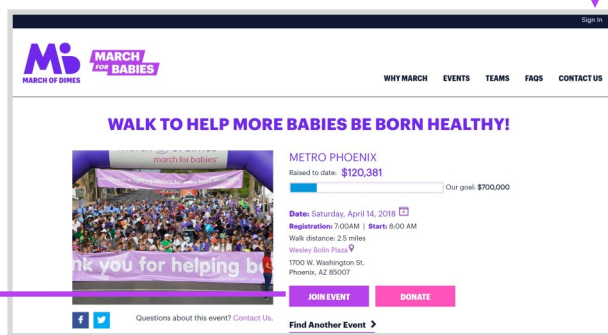 Sign In
MARCH OF DIMES
MARCH
FOR BABIES
WHY MARCH EVENTS TEAMS FAQS CONTACT US
WALK TO HELP MORE BABIES BE BORN HEALTHY!
march for babies
nk you for helping b
METRO PHOENIX
Raised to date: $120,381
Our goal: $700,000
Date: Saturday, April 14, 2018
Registration: 7:00AM | Start: 8:00 AM
Walk distance: 2.5 miles
Wesley Bolin Plaza
1700 W. Washington St.
Phoenix, AZ 85007
JOIN EVENT DONATE
Questions about this event? Contact Us.
Find Another Event >